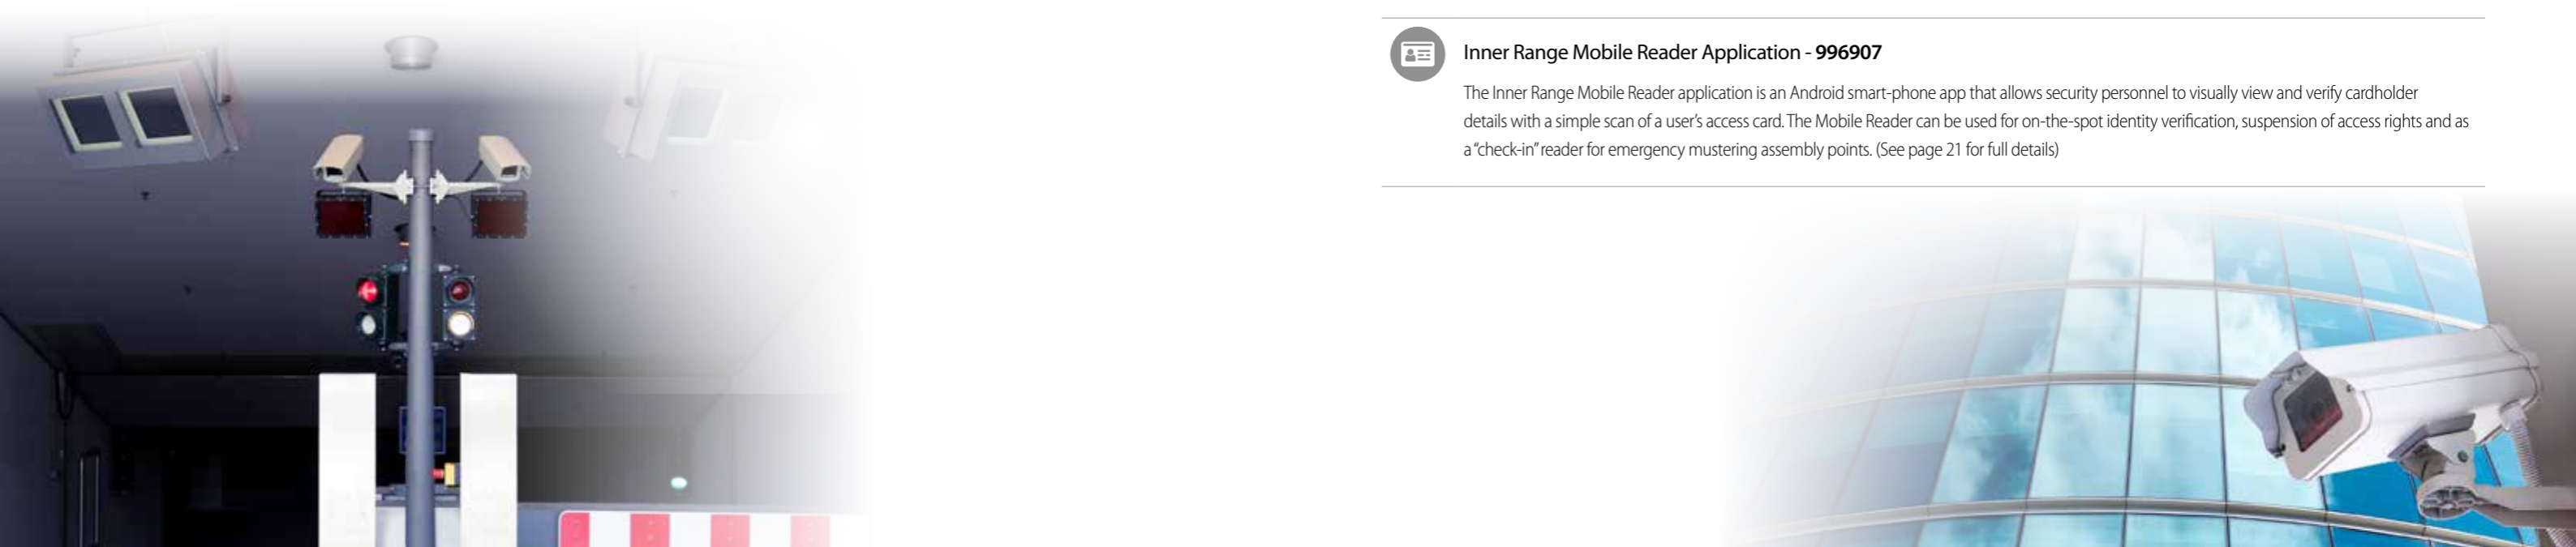 Inner Range Mobile Reader Application - 996907
The Inner Range Mobile Reader application is an Android smart-phone app that allows security personnel to visually view and verify cardholder
details with a simple scan of a user's access card. The Mobile Reader can be used for on-the-spot identity verification, suspension of access rights and as
a "check-in" reader for emergency mustering assembly points. (See page 21 for full details)